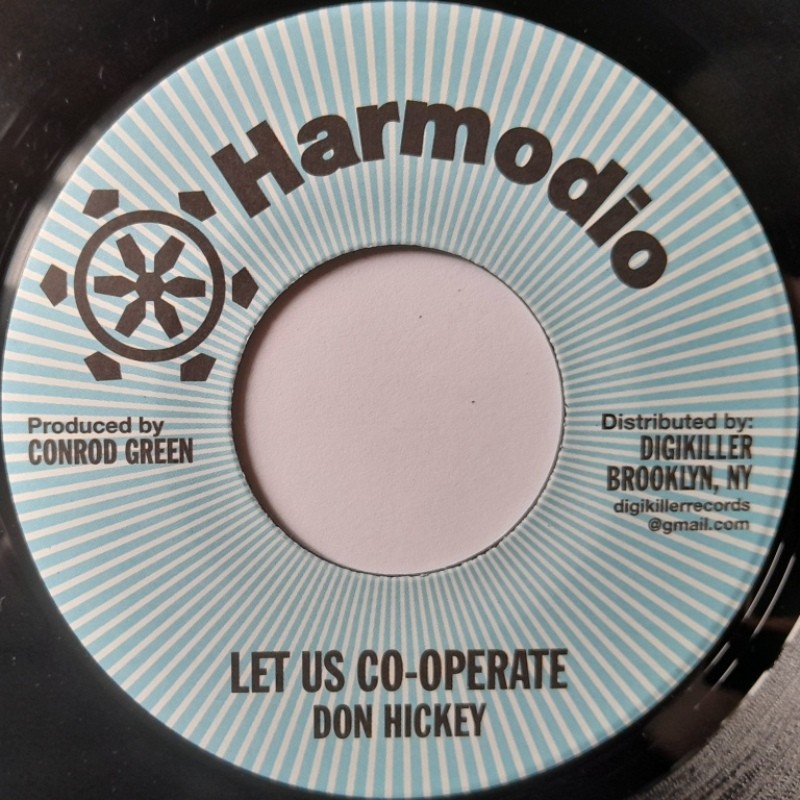 Harmodio
Produced by
CONROD GREEN
Distributed by:
DIGIKILLER
BROOKLYN, NY
digikillerrecords
@gmail.com
LET US CO-OPERATE
DON HICKEY